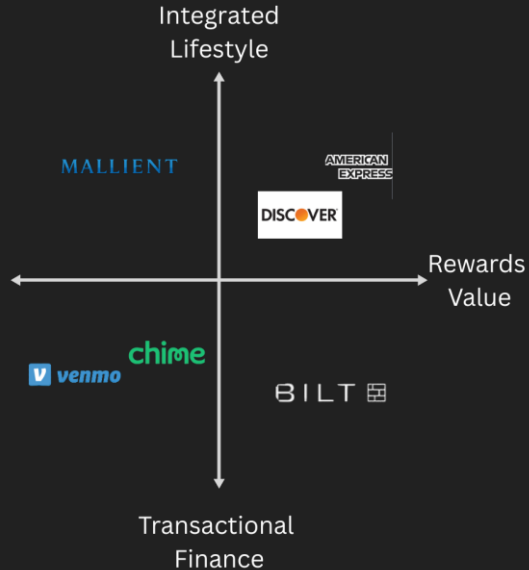 Integrated
Lifestyle
MALLIENT
AMERICAN
EXPRESS
DISCOVER
Rewards
Value
chime
V venmo
BILT
Transactional
Finance